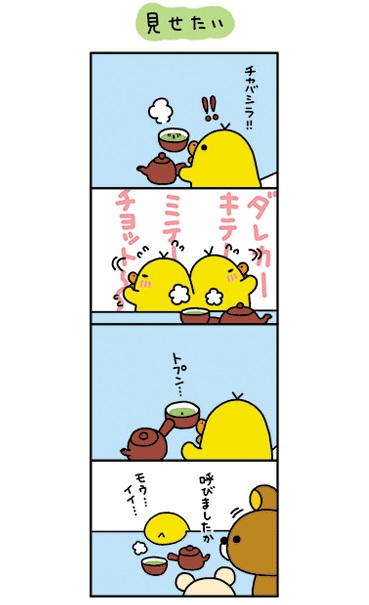 見せたい
チャバシラ!!
!!
ダレカー
キテー
ミテー
チョット〜〜
トプン…
呼びましたか
モウ…
イイ…